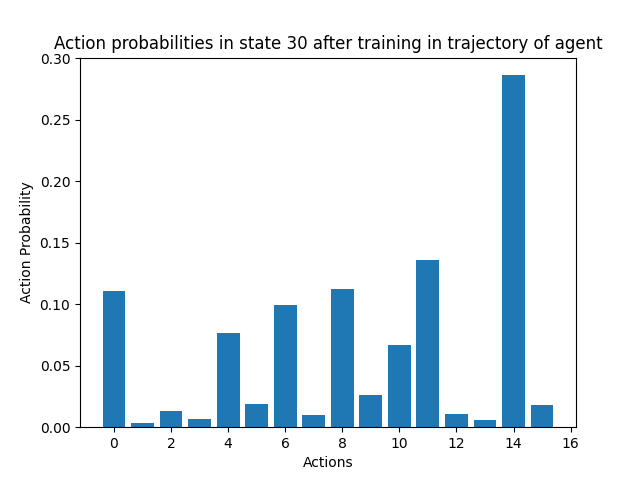 Action probabilities in state 30 after training in trajectory of agent
0.30
0.25
0.20
0.15
0.10
0.05
0.00
Action Probability
0 2 4 6 8 10 12 14 16
Actions